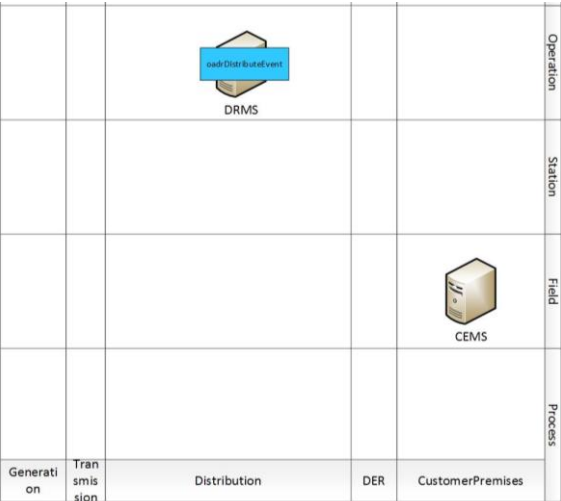 oadrDistributeEvent
DRMS
Operation
Station
CEMS
Field
Process
Generati
on
Tran
smis
sion
Distribution
DER
CustomerPremises